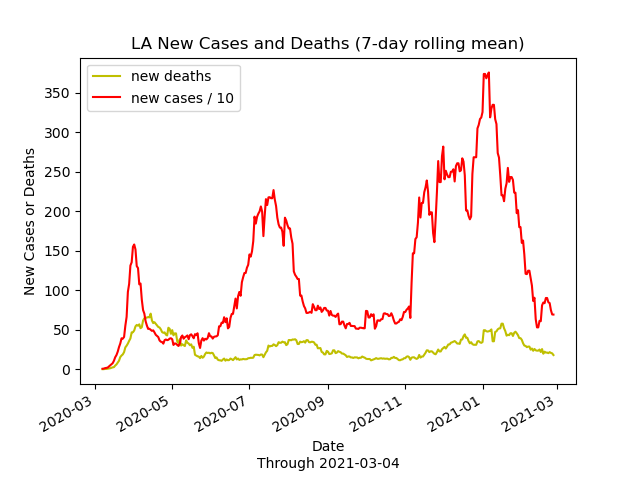 LA New Cases and Deaths (7-day rolling mean)
new deaths
new cases / 10
New Cases or Deaths
350
300
250
200
150
100
50
0
2020-03
2020-05
2020-07
2020-09
2020-11
2021-01
2021-03
Date
Through 2021-03-04